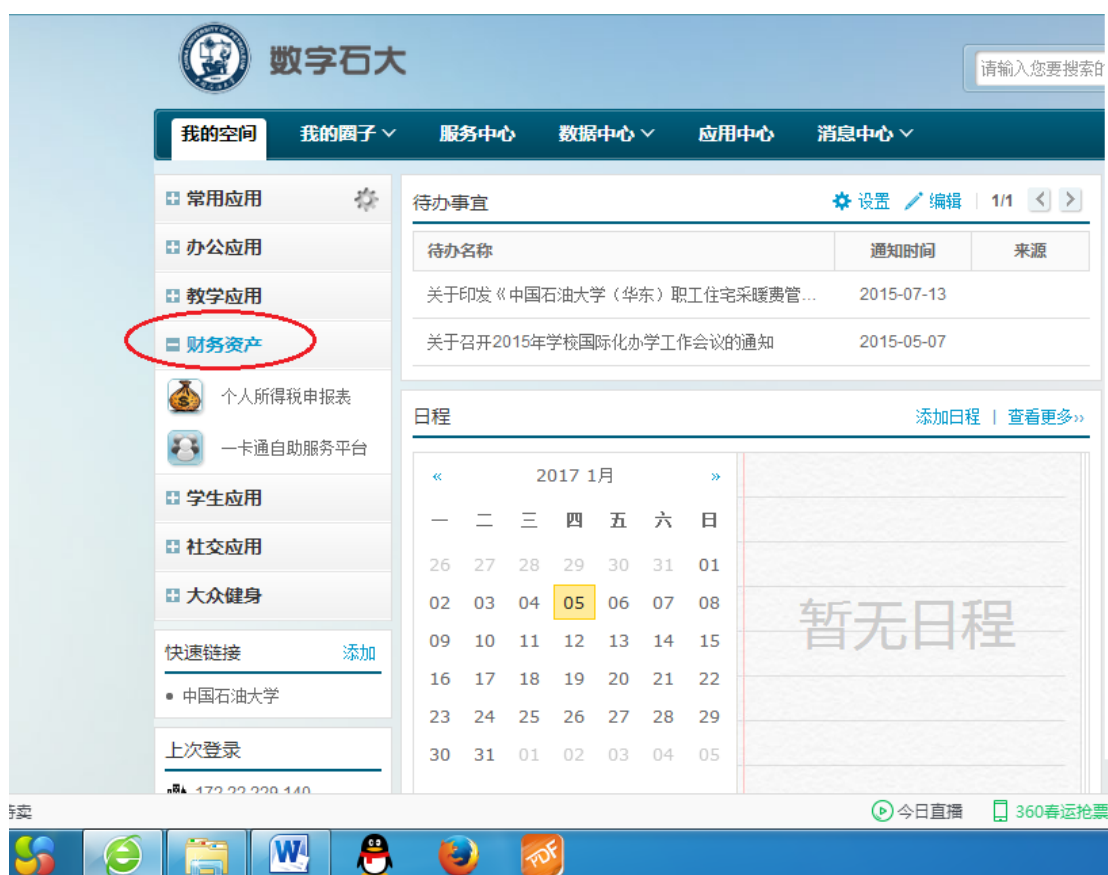 数字石大
请输入您要搜索的
我的空间 我的圈子 服务中心 数据中心 应用中心 消息中心
常用应用
办公应用
教学应用
财务资产
个人所得税申报表
一卡通自助服务平台
学生应用
社交应用
大众健身
快速链接 添加
中国石油大学
上次登录
172.22.229.140
待办事宜 设置 编辑 1/1
待办名称 通知时间 来源
关于印发《中国石油大学(华东)职工住宅采暖费管... 2015-07-13
关于召开2015年学校国际化办学工作会议的通知 2015-05-07
日程 添加日程 | 查看更多››
« 2017 1月 »
一 二 三 四 五 六 日
26 27 28 29 30 31 01
02 03 04 05 06 07 08
09 10 11 12 13 14 15
16 17 18 19 20 21 22
23 24 25 26 27 28 29
30 31 01 02 03 04 05
暂无日程
今日直播 360春运抢票
W
PDF